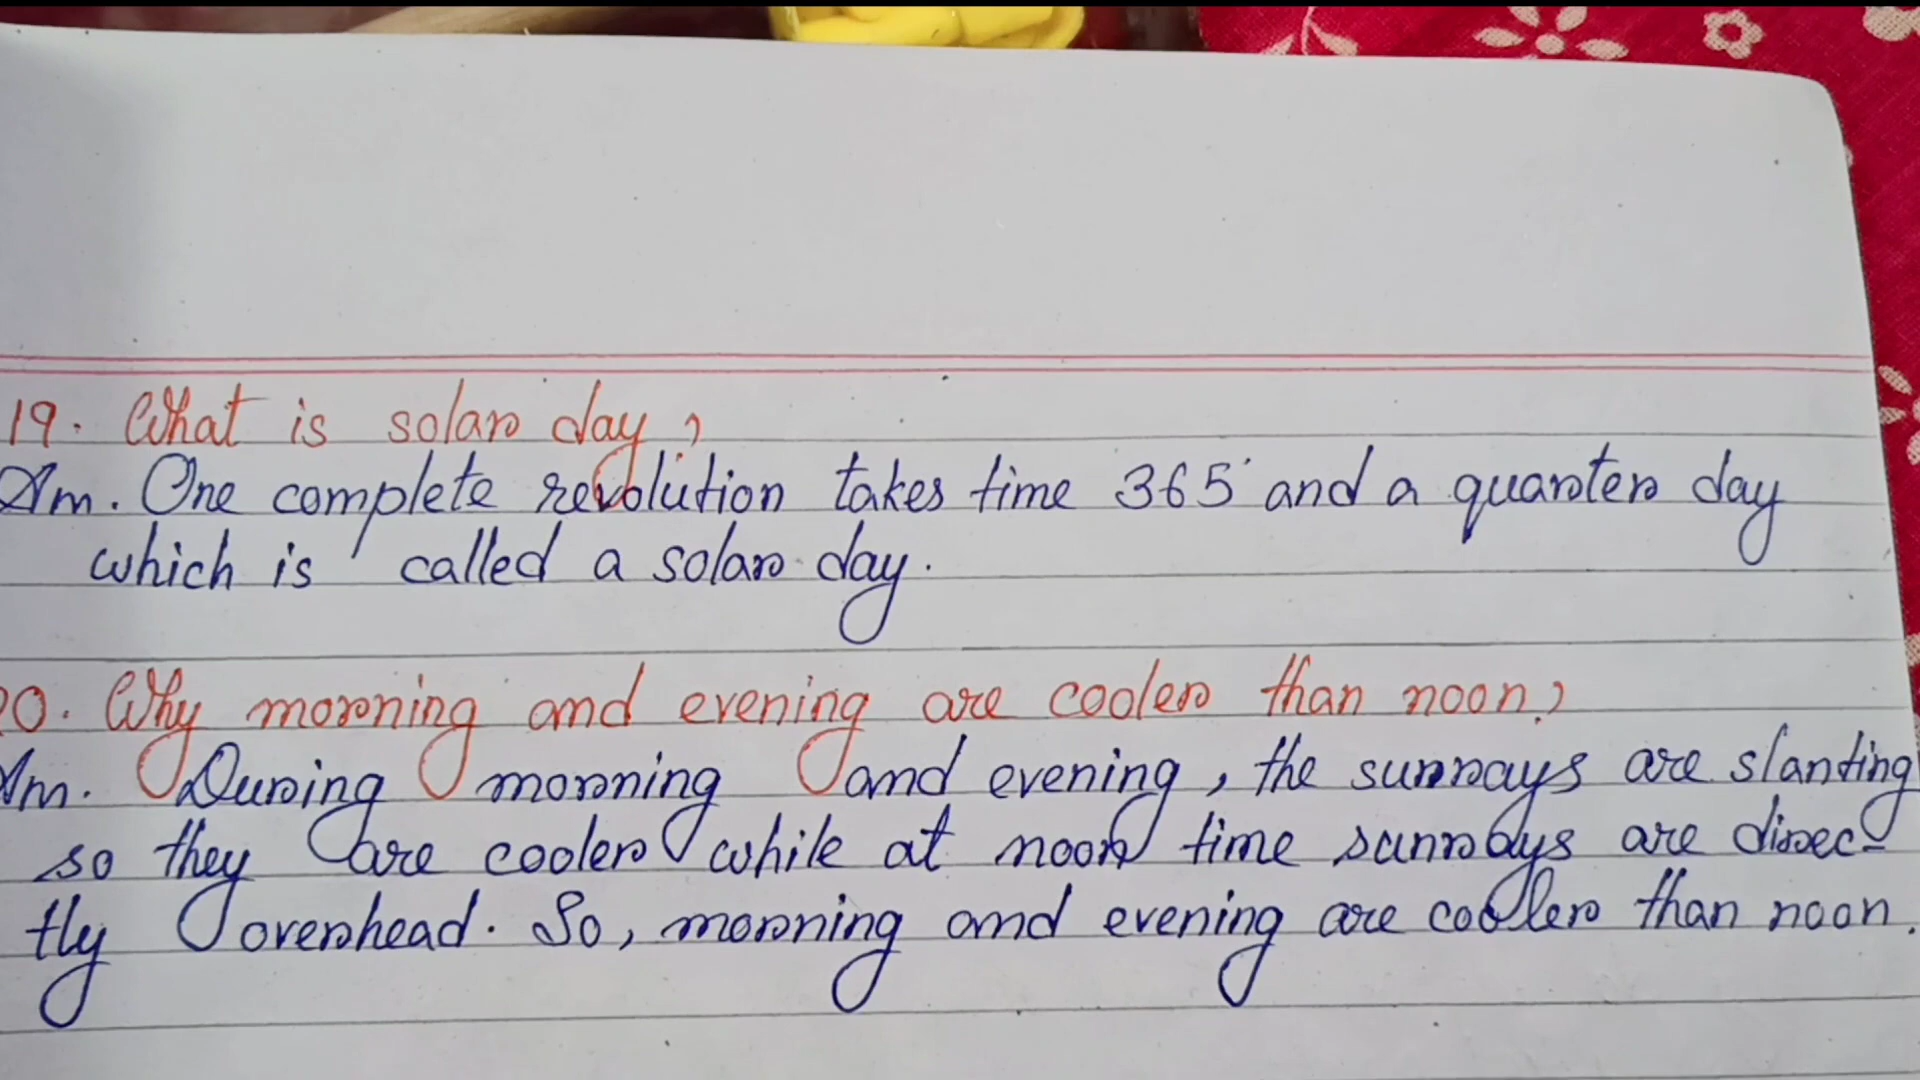 19. What is solar day?
Ans. One complete revolution takes time 365 and a quarter day
which is called a solar day.
20. Why morning and evening are cooler than noon?
Ans. During morning and evening, the sunrays are slanting
so they are cooler while at noon time sunrays are direc-
tly overhead. So, morning and evening are cooler than noon.